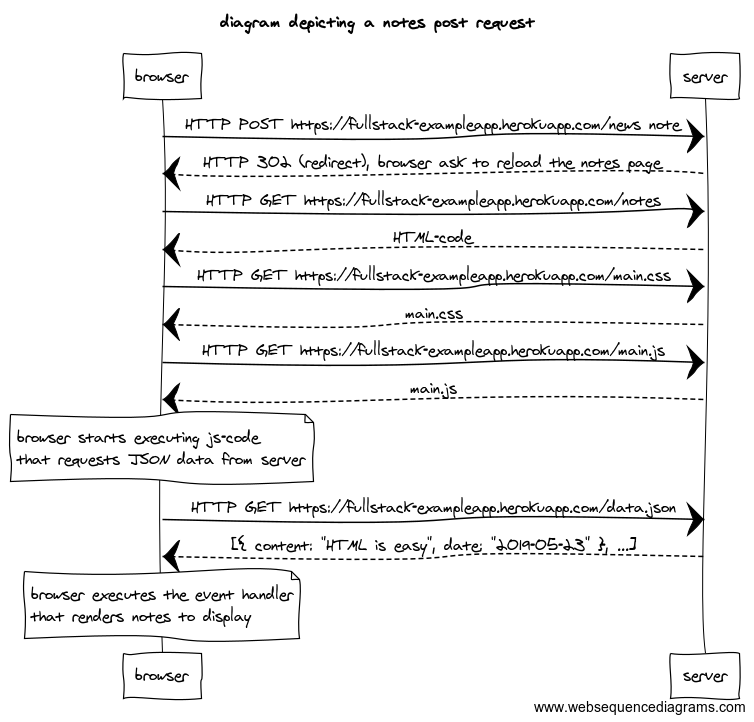 diagram depicting a notes post request
browser
server
HTTP POST https://fullstack-exampleapp.herokuapp.com/news note
HTTP 302 (redirect), browser ask to reload the notes page
HTTP GET https://fullstack-exampleapp.herokuapp.com/notes
HTML-code
HTTP GET https://fullstack-exampleapp.herokuapp.com/main.css
main.css
HTTP GET https://fullstack-exampleapp.herokuapp.com/main.js
main.js
browser starts executing js-code
that requests JSON data from server
HTTP GET https://fullstack-exampleapp.herokuapp.com/data.json
[{ content: "HTML is easy", date: "2019-05-23" }, ...]
browser executes the event handler
that renders notes to display
browser
server
www.websequencediagrams.com